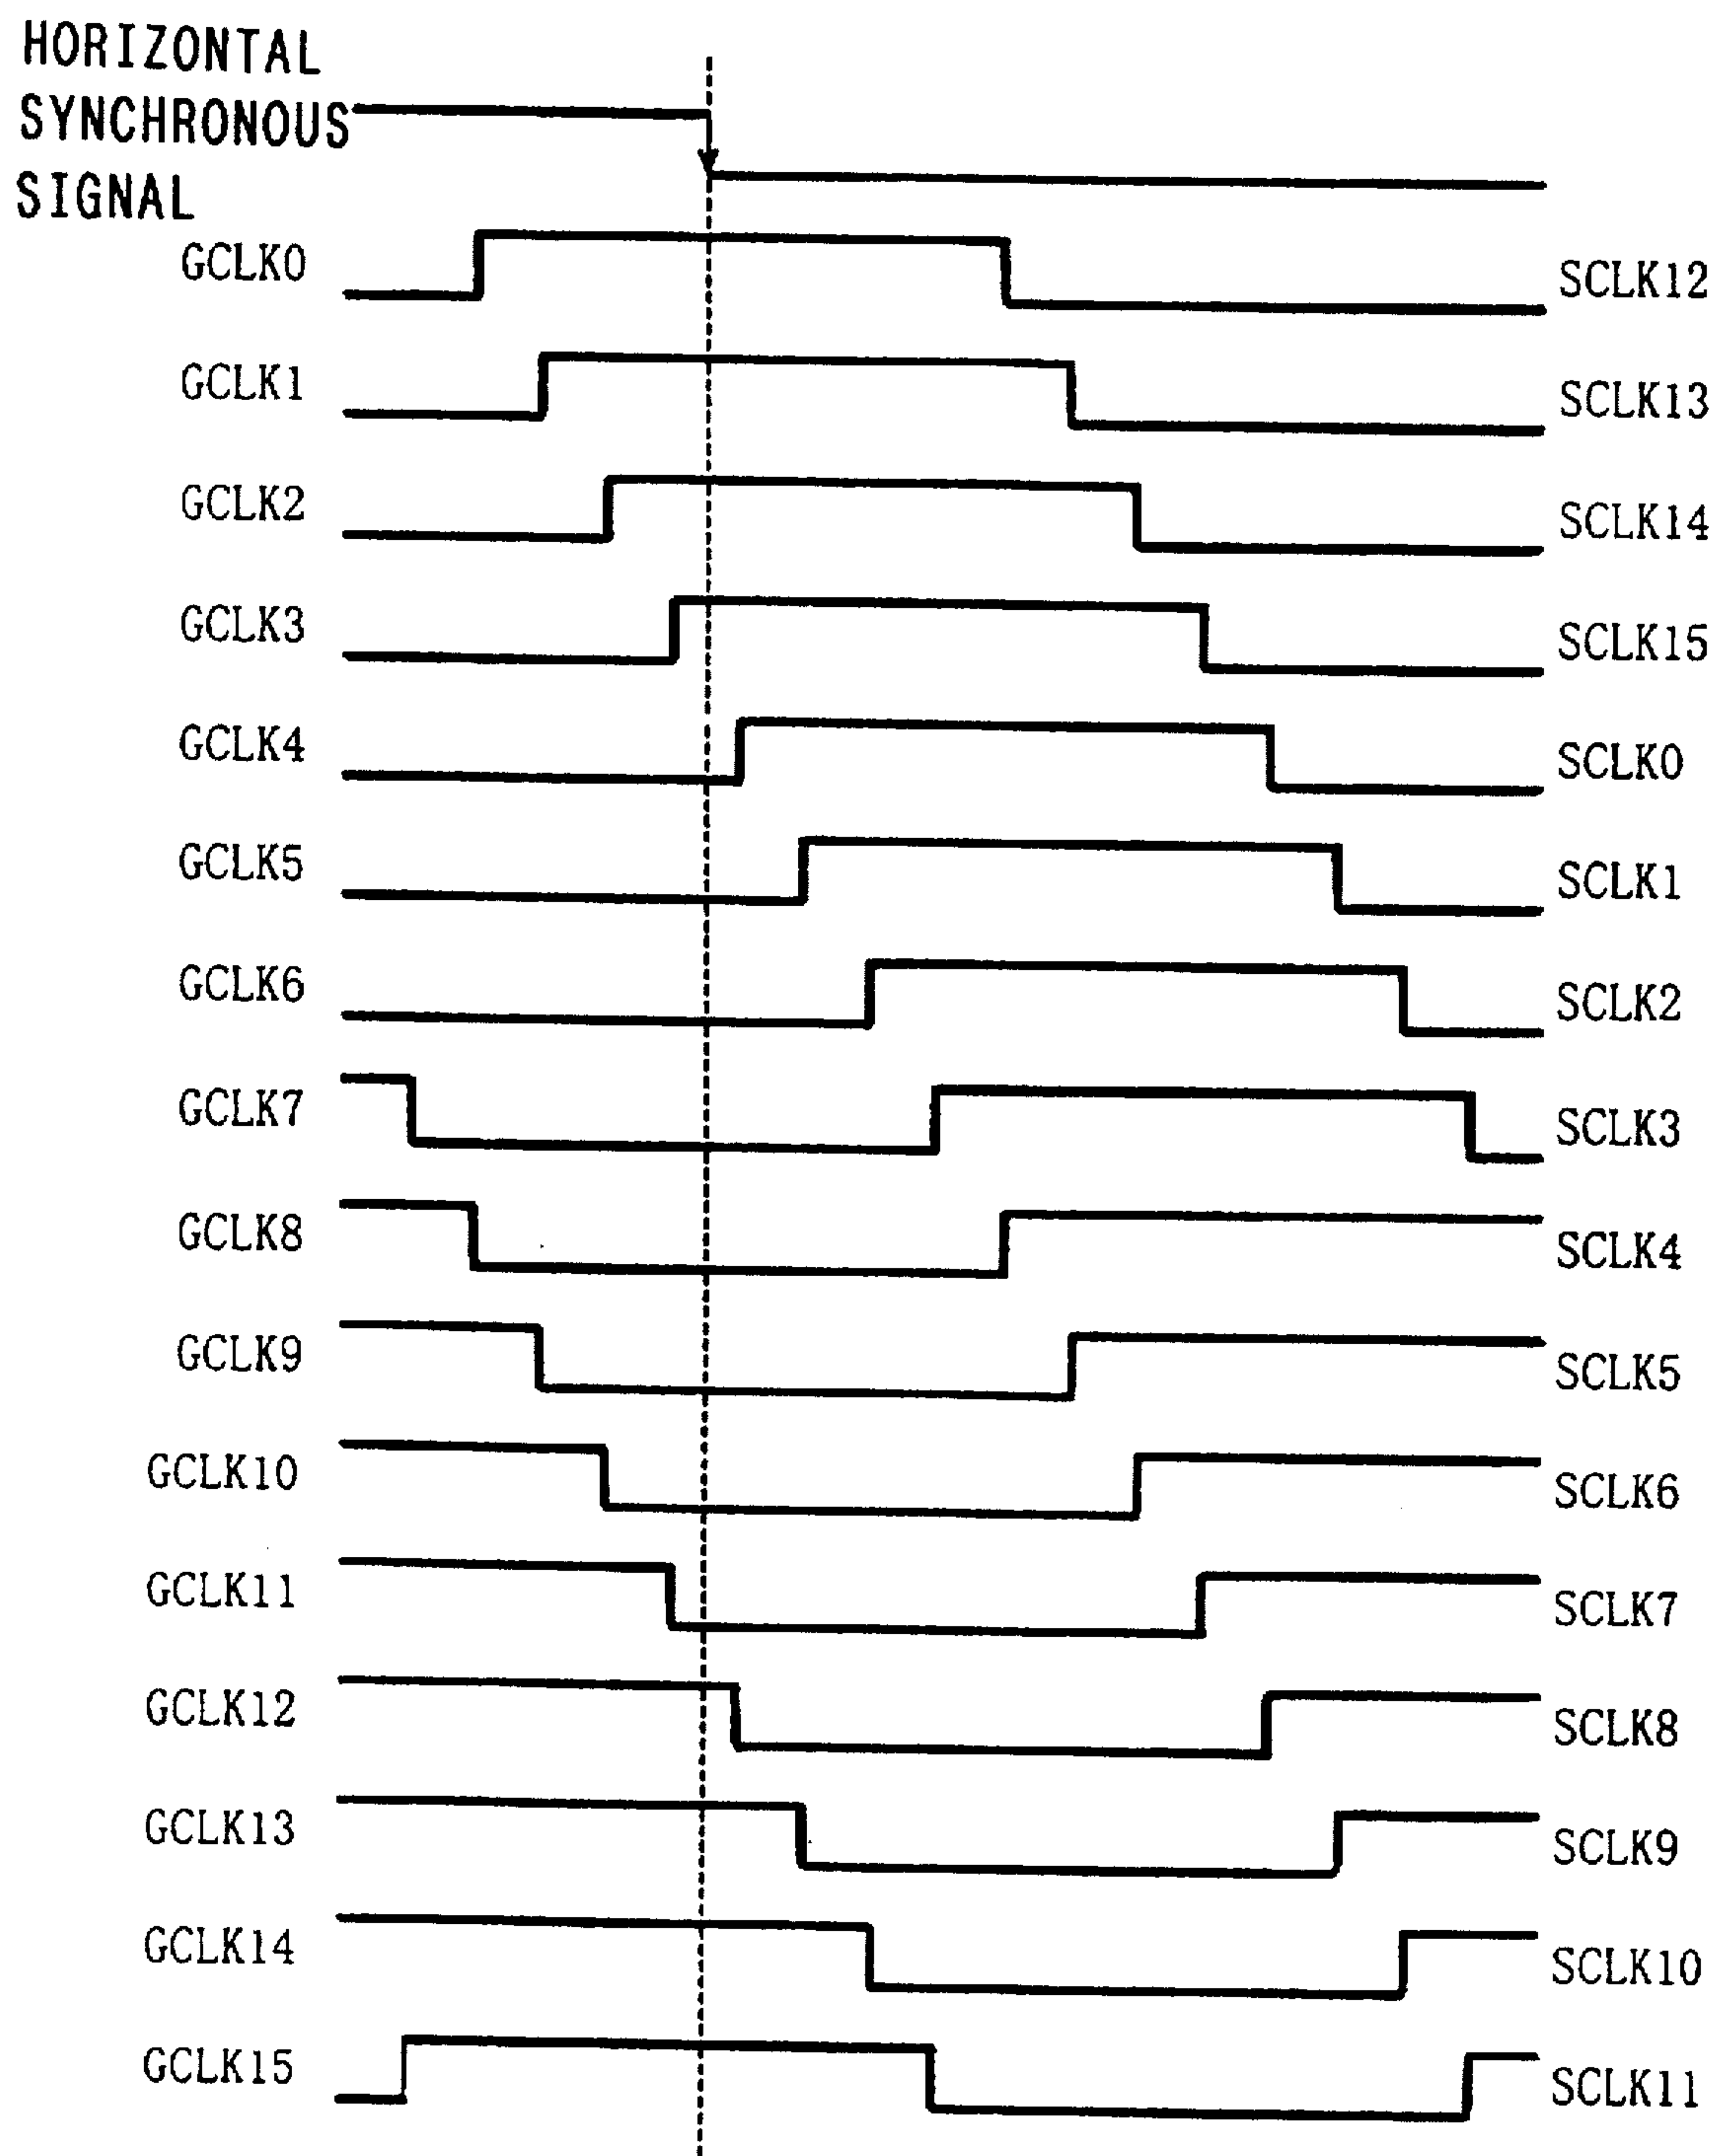 HORIZONTAL
SYNCHRONOUS
SIGNAL
GCLK0 SCLK12
GCLK1 SCLK13
GCLK2 SCLK14
GCLK3 SCLK15
GCLK4 SCLK0
GCLK5 SCLK1
GCLK6 SCLK2
GCLK7 SCLK3
GCLK8 SCLK4
GCLK9 SCLK5
GCLK10 SCLK6
GCLK11 SCLK7
GCLK12 SCLK8
GCLK13 SCLK9
GCLK14 SCLK10
GCLK15 SCLK11